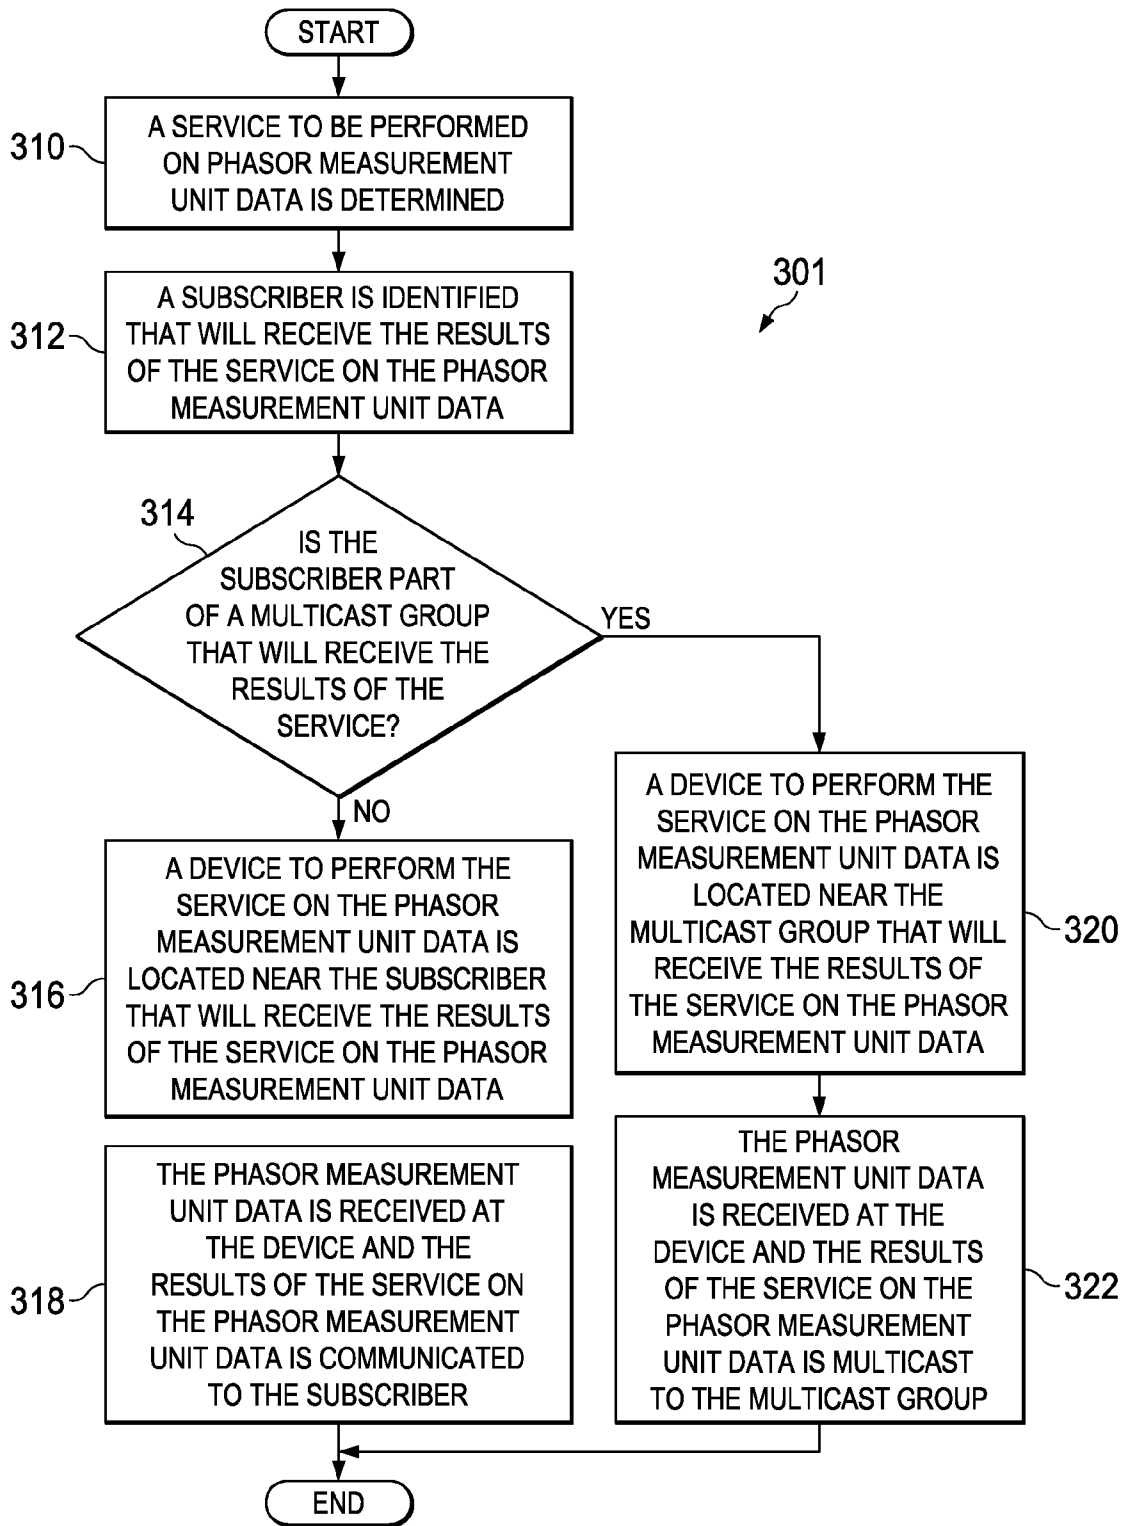 START
310
A SERVICE TO BE PERFORMED
ON PHASOR MEASUREMENT
UNIT DATA IS DETERMINED
301
312
A SUBSCRIBER IS IDENTIFIED
THAT WILL RECEIVE THE RESULTS
OF THE SERVICE ON THE PHASOR
MEASUREMENT UNIT DATA
314
IS THE
SUBSCRIBER PART
OF A MULTICAST GROUP
THAT WILL RECEIVE THE
RESULTS OF THE
SERVICE?
YES
NO
316
A DEVICE TO PERFORM THE
SERVICE ON THE PHASOR
MEASUREMENT UNIT DATA IS
LOCATED NEAR THE SUBSCRIBER
THAT WILL RECEIVE THE RESULTS
OF THE SERVICE ON THE PHASOR
MEASUREMENT UNIT DATA
318
THE PHASOR MEASUREMENT
UNIT DATA IS RECEIVED AT
THE DEVICE AND THE
RESULTS OF THE SERVICE ON
THE PHASOR MEASUREMENT
UNIT DATA IS COMMUNICATED
TO THE SUBSCRIBER
A DEVICE TO PERFORM THE
SERVICE ON THE PHASOR
MEASUREMENT UNIT DATA IS
LOCATED NEAR THE
MULTICAST GROUP THAT WILL
RECEIVE THE RESULTS OF
THE SERVICE ON THE PHASOR
MEASUREMENT UNIT DATA
320
THE PHASOR
MEASUREMENT UNIT DATA
IS RECEIVED AT THE
DEVICE AND THE RESULTS
OF THE SERVICE ON THE
PHASOR MEASUREMENT
UNIT DATA IS MULTICAST
TO THE MULTICAST GROUP
322
END